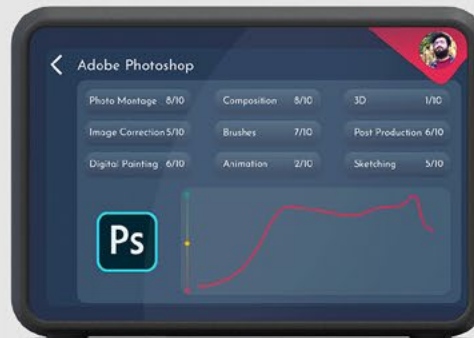 Adobe Photoshop
Photo Montage 8/10 Composition 8/10 3D 1/10
Image Correction 5/10 Brushes 7/10 Post Production 6/10
Digital Painting 6/10 Animation 2/10 Sketching 5/10
Ps